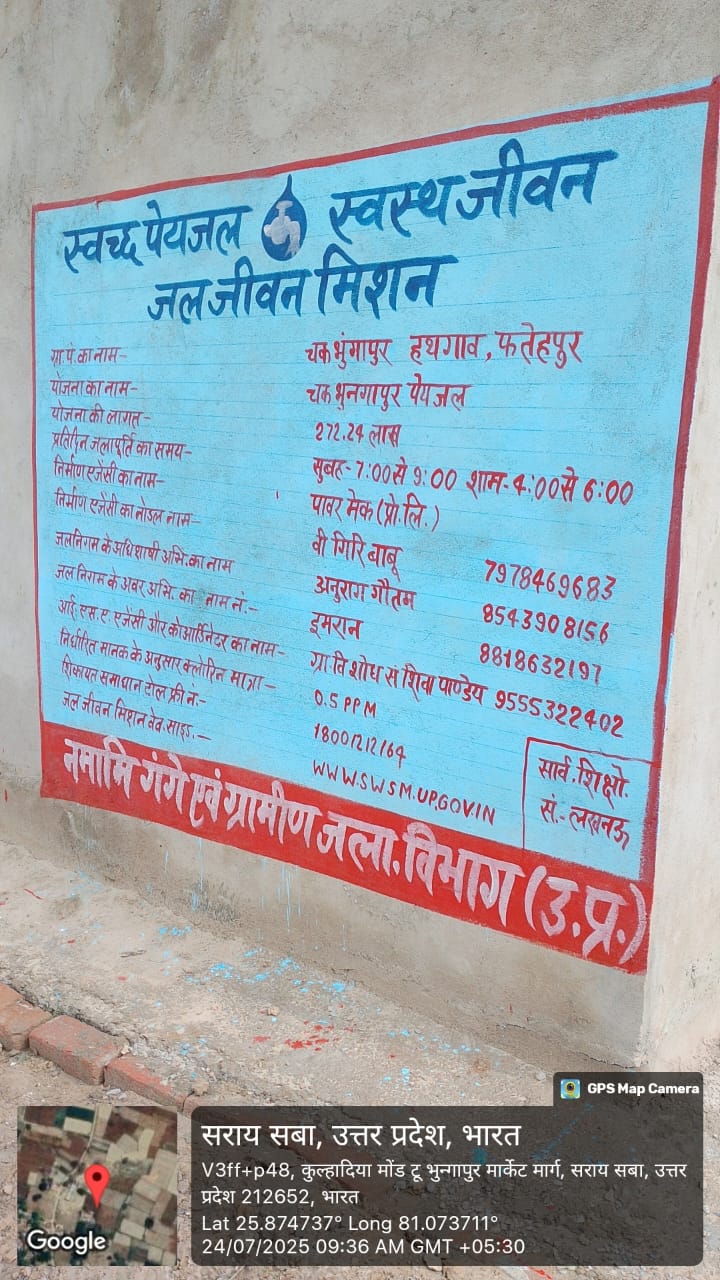 स्वच्छ पेयजल स्वस्थ जीवन
जल जीवन मिशन
ग्रा.पं. का नाम- चक भुंगापुर हथगाव, फतेहपुर
योजना का नाम- चक भुनगापुर पेयजल
योजना की लागत- 272.24 लाख
प्रतिदिन जलापूर्ति का समय- सुबह- 7:00 से 9:00 शाम- 4:00 से 6:00
निर्माण एजेंसी का नाम- पावर मेक (प्रो.लि.)
निर्माण एजेंसी का नोडल नाम- वी गिरि बाबू 7978469683
जलनिगम के अधिशाषी अभि. का नाम अनुराग गौतम 8543908156
जल निगम के अवर अभि. का नाम नं.:- इमरान 8818632197
आई.एस.ए. एजेंसी और कोआर्डिनेटर का नाम- ग्रा वि शोध सं शिवा पाण्डेय 9555322402
निर्धारित मानक के अनुसार क्लोरिन मात्रा- 0.5 PPM
शिकायत समाधान टोल फ्री नं:- 18001212164
जल जीवन मिशन वेव.साइट.- WWW.SWSM.UP.GOV.IN
सार्व. शिक्षो.
सं.- लखनऊ
नमामि गंगे एवं ग्रामीण जला. विभाग (उ.प्र.)
GPS Map Camera
सराय सबा, उत्तर प्रदेश, भारत
V3ff+p48, कुल्हादिया मोंड टू भुन्गापुर मार्केट मार्ग, सराय सबा, उत्तर
प्रदेश 212652, भारत
Lat 25.874737° Long 81.073711°
24/07/2025 09:36 AM GMT +05:30
Google